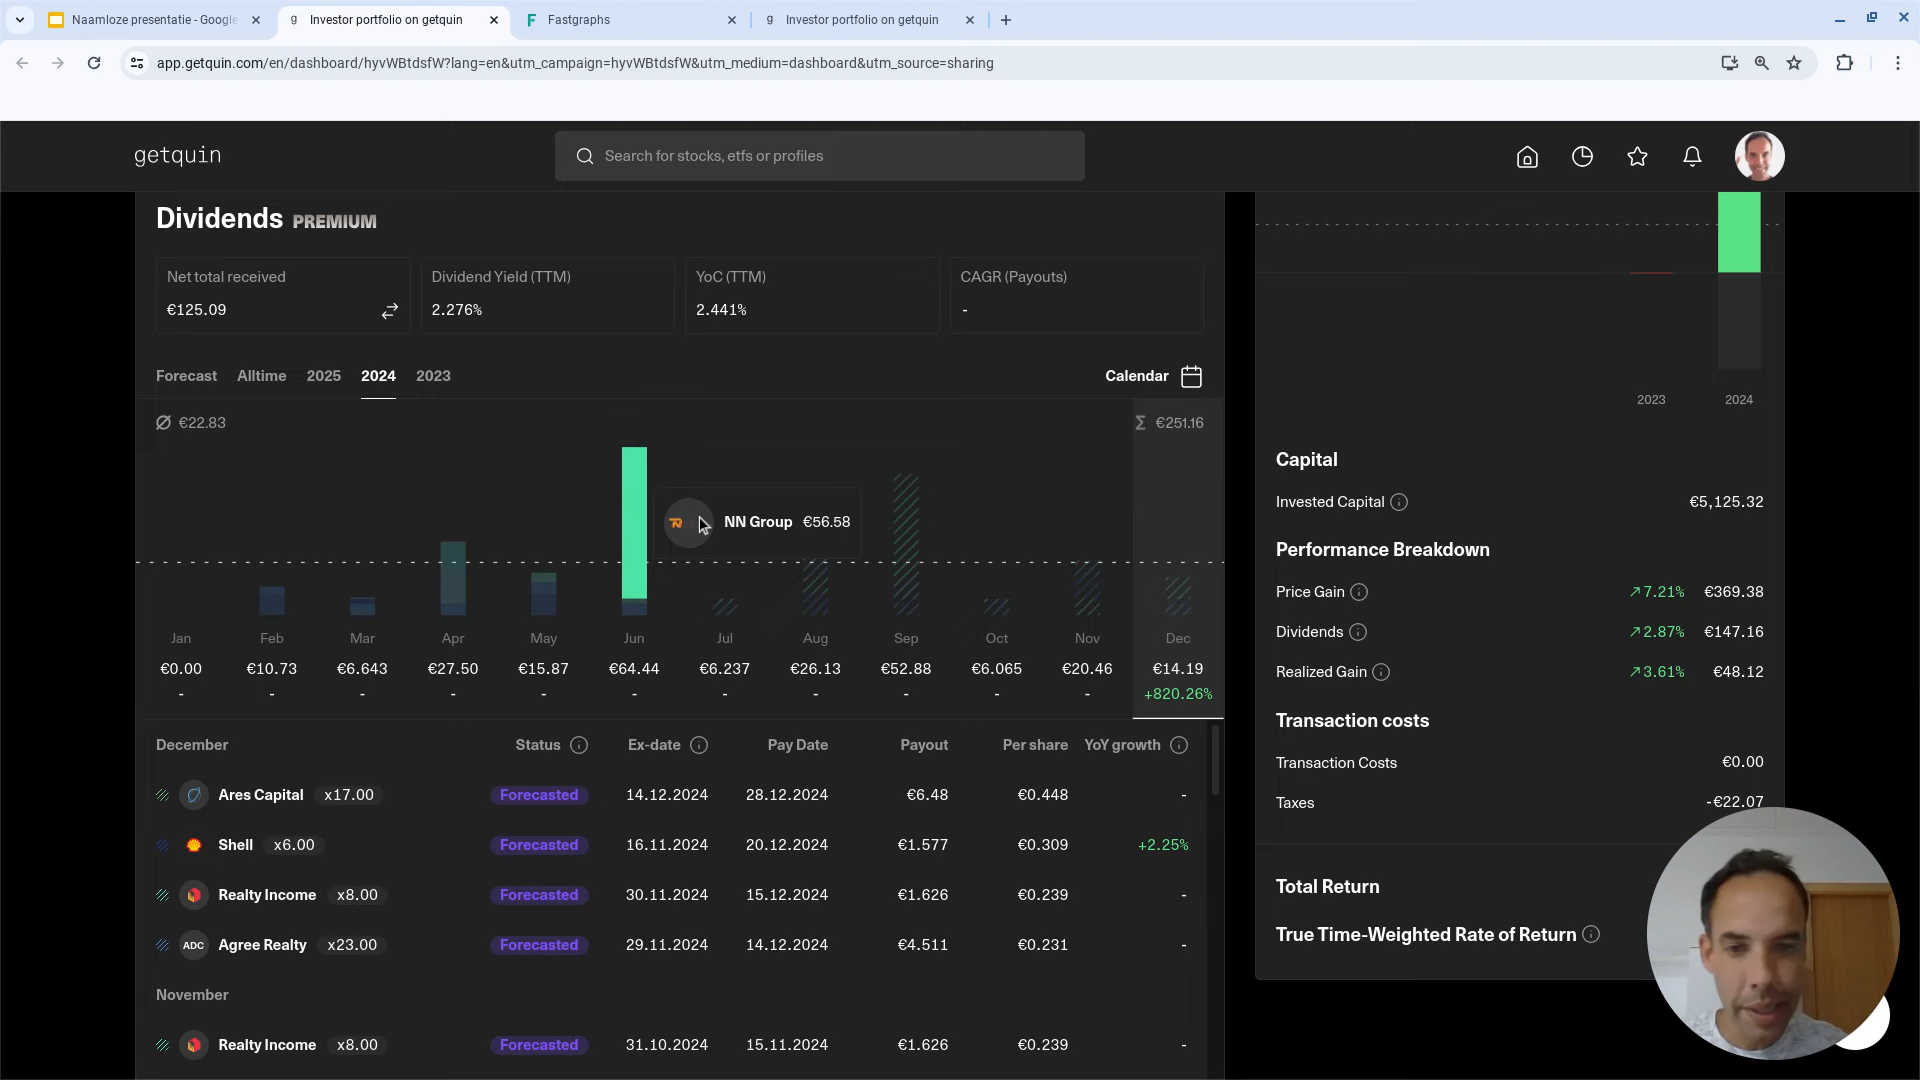 Naamloze presentatie - Google
g Investor portfolio on getquin
F Fastgraphs
g Investor portfolio on getquin
app.getquin.com/en/dashboard/hyvWBtdsfW?lang=en&utm_campaign=hyvWBtdsfW&utm_medium=dashboard&utm_source=sharing
getquin
Search for stocks, etfs or profiles
Dividends PREMIUM
Net total received
€125.09
Dividend Yield (TTM)
2.276%
YoC (TTM)
2.441%
CAGR (Payouts)
-
Forecast Alltime 2025 2024 2023
Calendar
Ø €22.83
Σ €251.16
NN Group €56.58
Jan Feb Mar Apr May Jun Jul Aug Sep Oct Nov Dec
€0.00 €10.73 €6.643 €27.50 €15.87 €64.44 €6.237 €26.13 €52.88 €6.065 €20.46 €14.19
- - - - - - - - - - - +820.26%
December Status Ex-date Pay Date Payout Per share YoY growth
Ares Capital x17.00 Forecasted 14.12.2024 28.12.2024 €6.48 €0.448 -
Shell x6.00 Forecasted 16.11.2024 20.12.2024 €1.577 €0.309 +2.25%
Realty Income x8.00 Forecasted 30.11.2024 15.12.2024 €1.626 €0.239 -
ADC Agree Realty x23.00 Forecasted 29.11.2024 14.12.2024 €4.511 €0.231 -
November
Realty Income x8.00 Forecasted 31.10.2024 15.11.2024 €1.626 €0.239 -
2023 2024
Capital
Invested Capital €5,125.32
Performance Breakdown
Price Gain 7.21% €369.38
Dividends 2.87% €147.16
Realized Gain 3.61% €48.12
Transaction costs
Transaction Costs €0.00
Taxes -€22.07
Total Return
True Time-Weighted Rate of Return